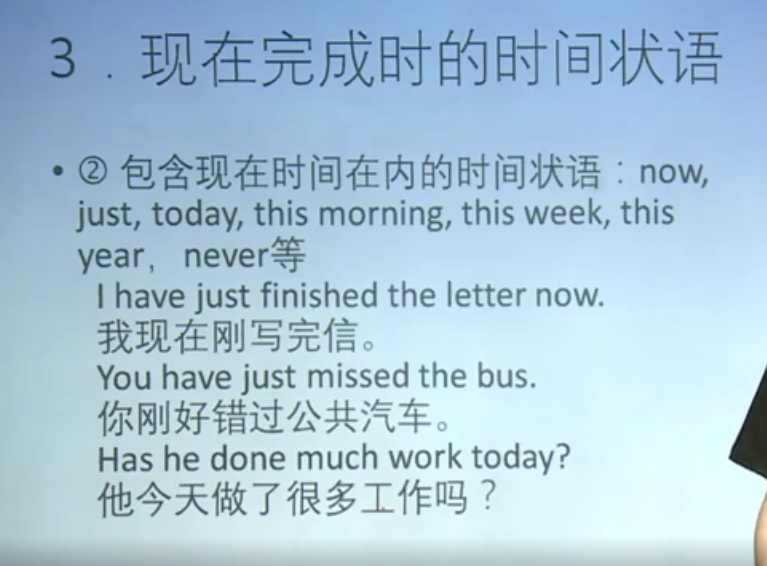 3．现在完成时的时间状语
• ② 包含现在时间在内的时间状语：now,
just, today, this morning, this week, this
year， never等
I have just finished the letter now.
我现在刚写完信。
You have just missed the bus.
你刚好错过公共汽车。
Has he done much work today?
他今天做了很多工作吗？